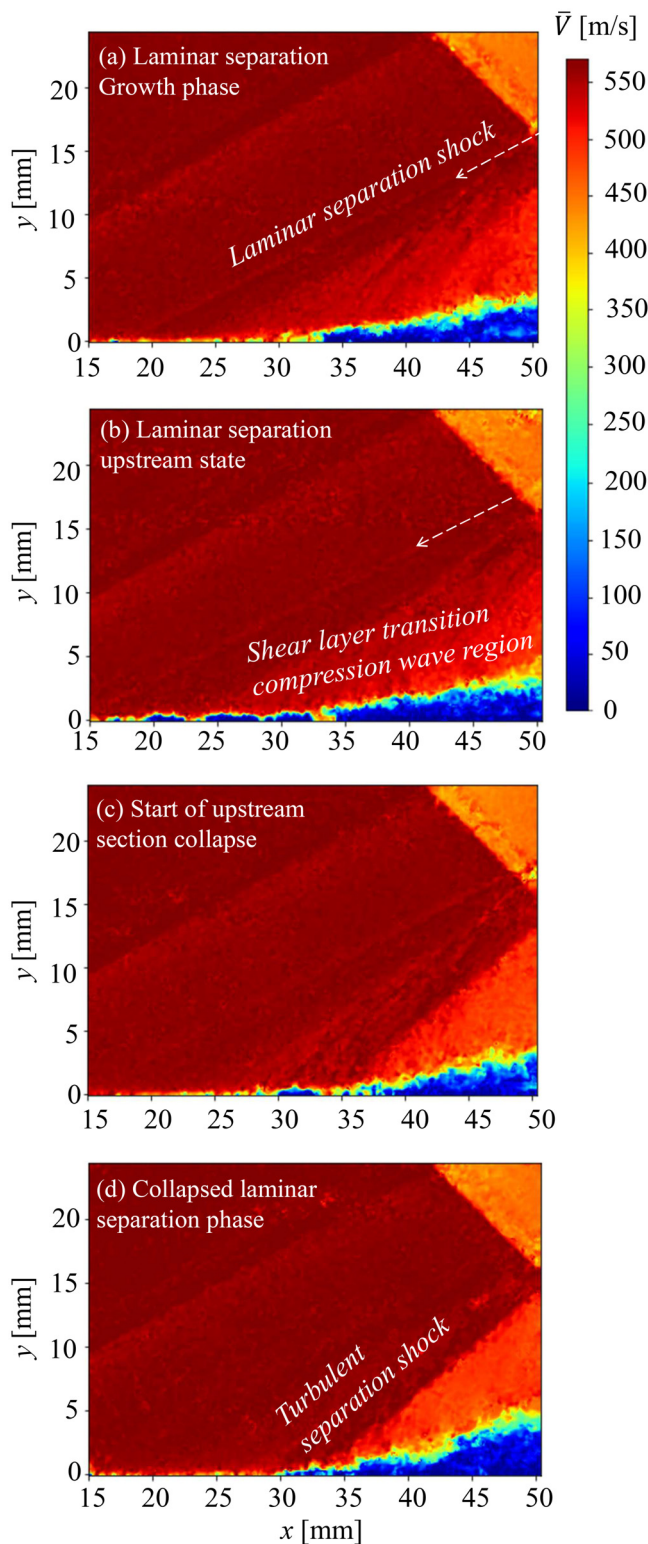 V̄ [m/s]
(a) Laminar separation
Growth phase
Laminar separation shock
y [mm]
20
15
10
5
0
15 20 25 30 35 40 45 50
550
500
450
400
350
300
250
200
150
100
50
0
(b) Laminar separation
upstream state
Shear layer transition
compression wave region
y [mm]
20
15
10
5
0
15 20 25 30 35 40 45 50
(c) Start of upstream
section collapse
y [mm]
20
15
10
5
0
15 20 25 30 35 40 45 50
(d) Collapsed laminar
separation phase
Turbulent
separation shock
y [mm]
20
15
10
5
0
15 20 25 30 35 40 45 50
x [mm]